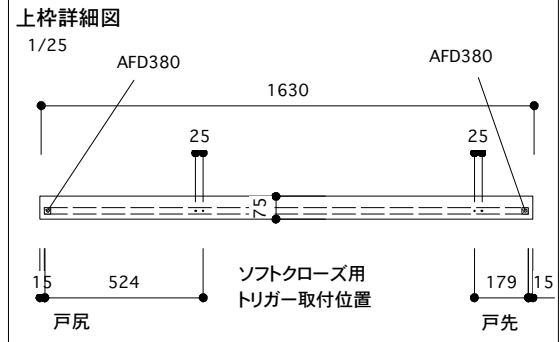 上枠詳細図
1/25
AFD380
AFD380
1630
25
25
75
15
524
ソフトクローズ用
トリガー取付位置
179
15
戸尻
戸先